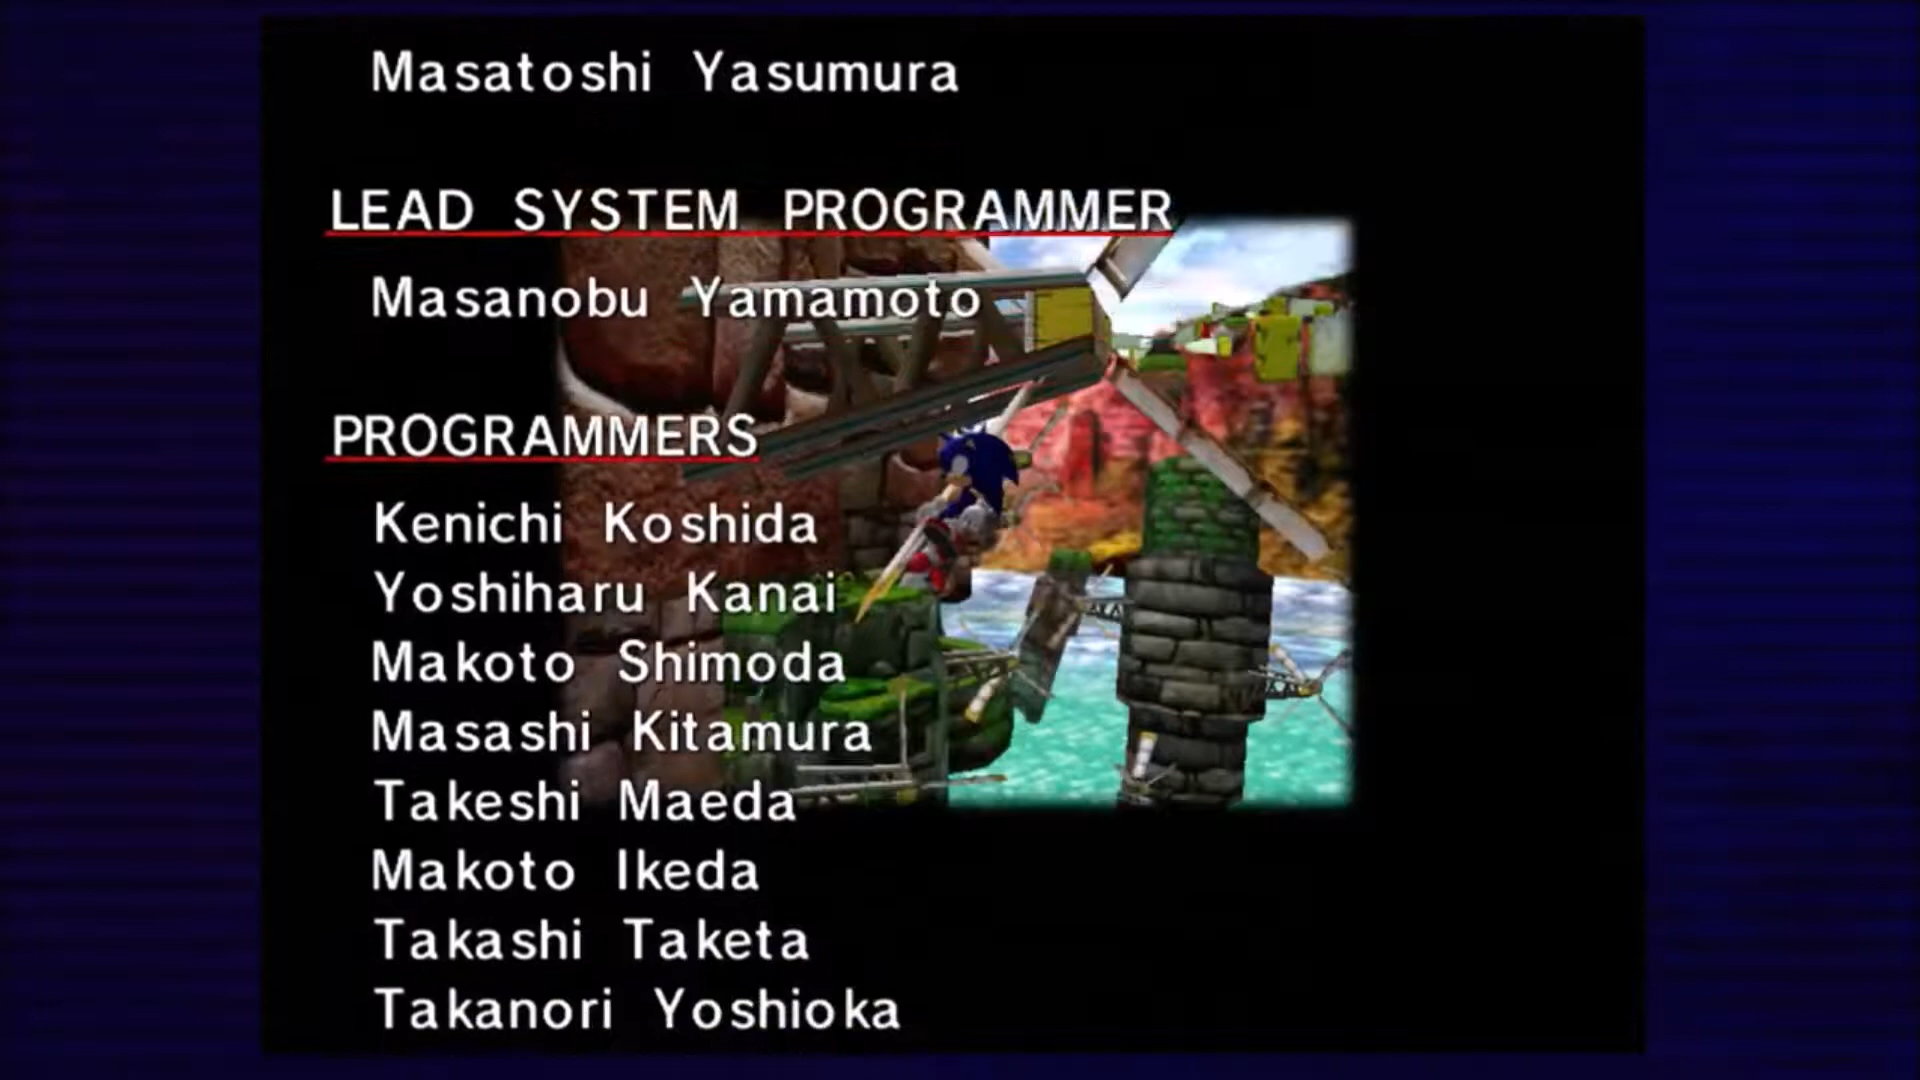 Masatoshi Yasumura
LEAD SYSTEM PROGRAMMER
Masanobu Yamamoto
PROGRAMMERS
Kenichi Koshida
Yoshiharu Kanai
Makoto Shimoda
Masashi Kitamura
Takeshi Maeda
Makoto Ikeda
Takashi Taketa
Takanori Yoshioka